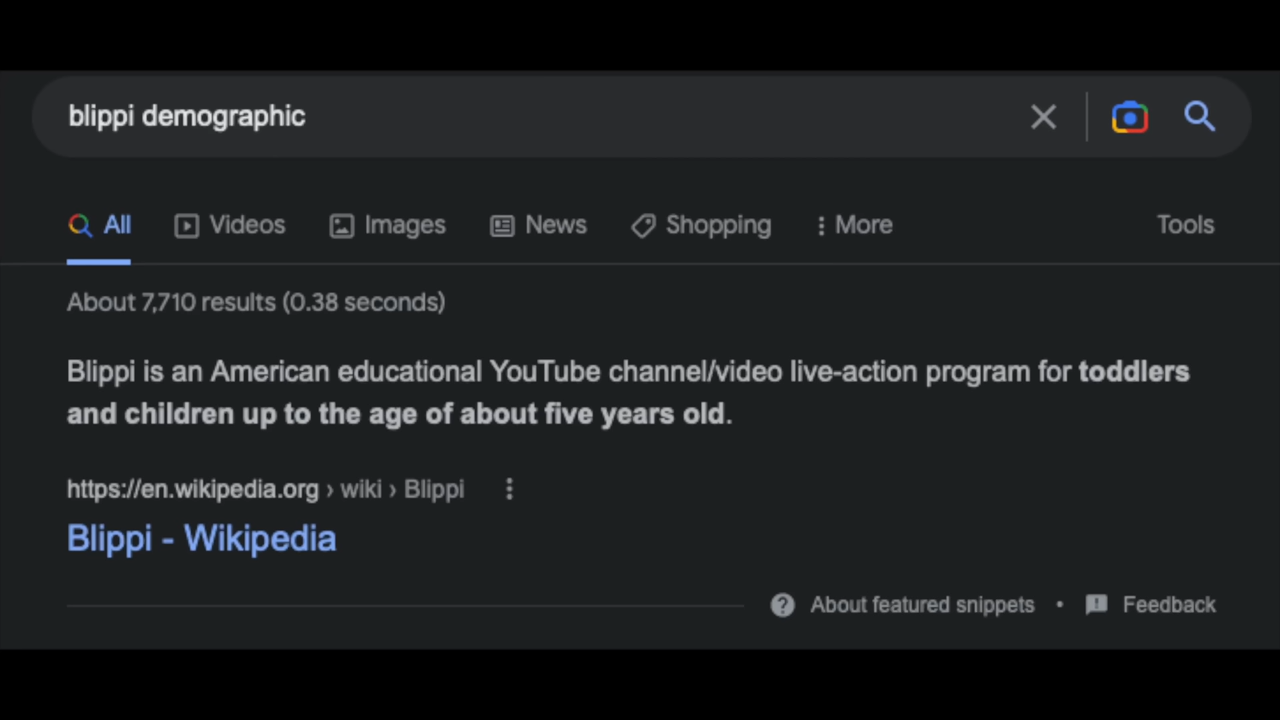 blippi demographic
All Videos Images News Shopping More Tools
About 7,710 results (0.38 seconds)
Blippi is an American educational YouTube channel/video live-action program for toddlers
and children up to the age of about five years old.
https://en.wikipedia.org › wiki › Blippi
Blippi - Wikipedia
About featured snippets • Feedback